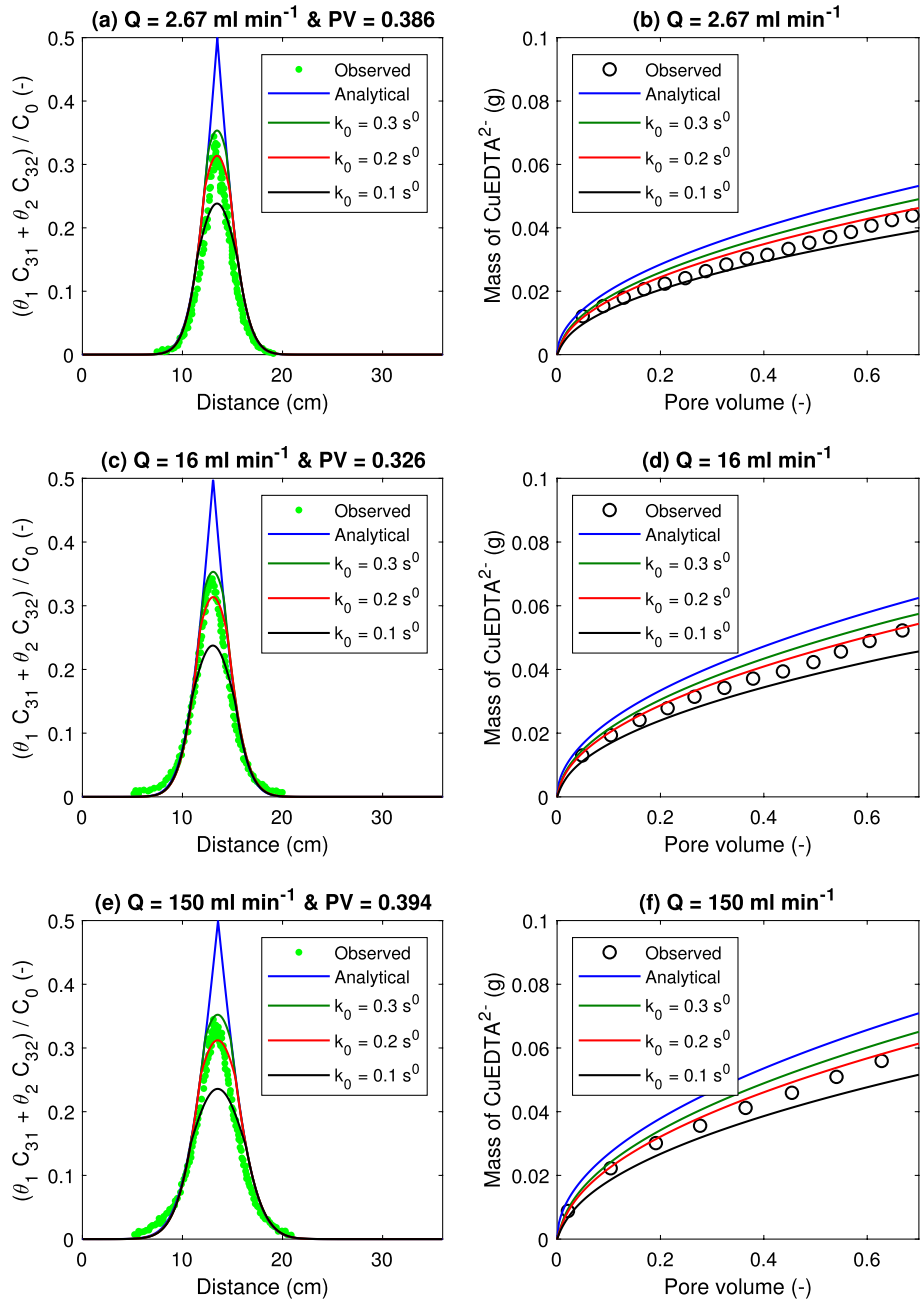 (a) Q = 2.67 ml min⁻¹ & PV = 0.386
(θ₁ C₃₁ + θ₂ C₃₂) / C₀ (-)
0.5
0.4
0.3
0.2
0.1
0
Observed
Analytical
k₀ = 0.3 s⁰
k₀ = 0.2 s⁰
k₀ = 0.1 s⁰
0 10 20 30
Distance (cm)
(b) Q = 2.67 ml min⁻¹
Mass of CuEDTA²⁻ (g)
0.1
0.08
0.06
0.04
0.02
0
Observed
Analytical
k₀ = 0.3 s⁰
k₀ = 0.2 s⁰
k₀ = 0.1 s⁰
0 0.2 0.4 0.6
Pore volume (-)
(c) Q = 16 ml min⁻¹ & PV = 0.326
(θ₁ C₃₁ + θ₂ C₃₂) / C₀ (-)
0.5
0.4
0.3
0.2
0.1
0
Observed
Analytical
k₀ = 0.3 s⁰
k₀ = 0.2 s⁰
k₀ = 0.1 s⁰
0 10 20 30
Distance (cm)
(d) Q = 16 ml min⁻¹
Mass of CuEDTA²⁻ (g)
0.1
0.08
0.06
0.04
0.02
0
Observed
Analytical
k₀ = 0.3 s⁰
k₀ = 0.2 s⁰
k₀ = 0.1 s⁰
0 0.2 0.4 0.6
Pore volume (-)
(e) Q = 150 ml min⁻¹ & PV = 0.394
(θ₁ C₃₁ + θ₂ C₃₂) / C₀ (-)
0.5
0.4
0.3
0.2
0.1
0
Observed
Analytical
k₀ = 0.3 s⁰
k₀ = 0.2 s⁰
k₀ = 0.1 s⁰
0 10 20 30
Distance (cm)
(f) Q = 150 ml min⁻¹
Mass of CuEDTA²⁻ (g)
0.1
0.08
0.06
0.04
0.02
0
Observed
Analytical
k₀ = 0.3 s⁰
k₀ = 0.2 s⁰
k₀ = 0.1 s⁰
0 0.2 0.4 0.6
Pore volume (-)